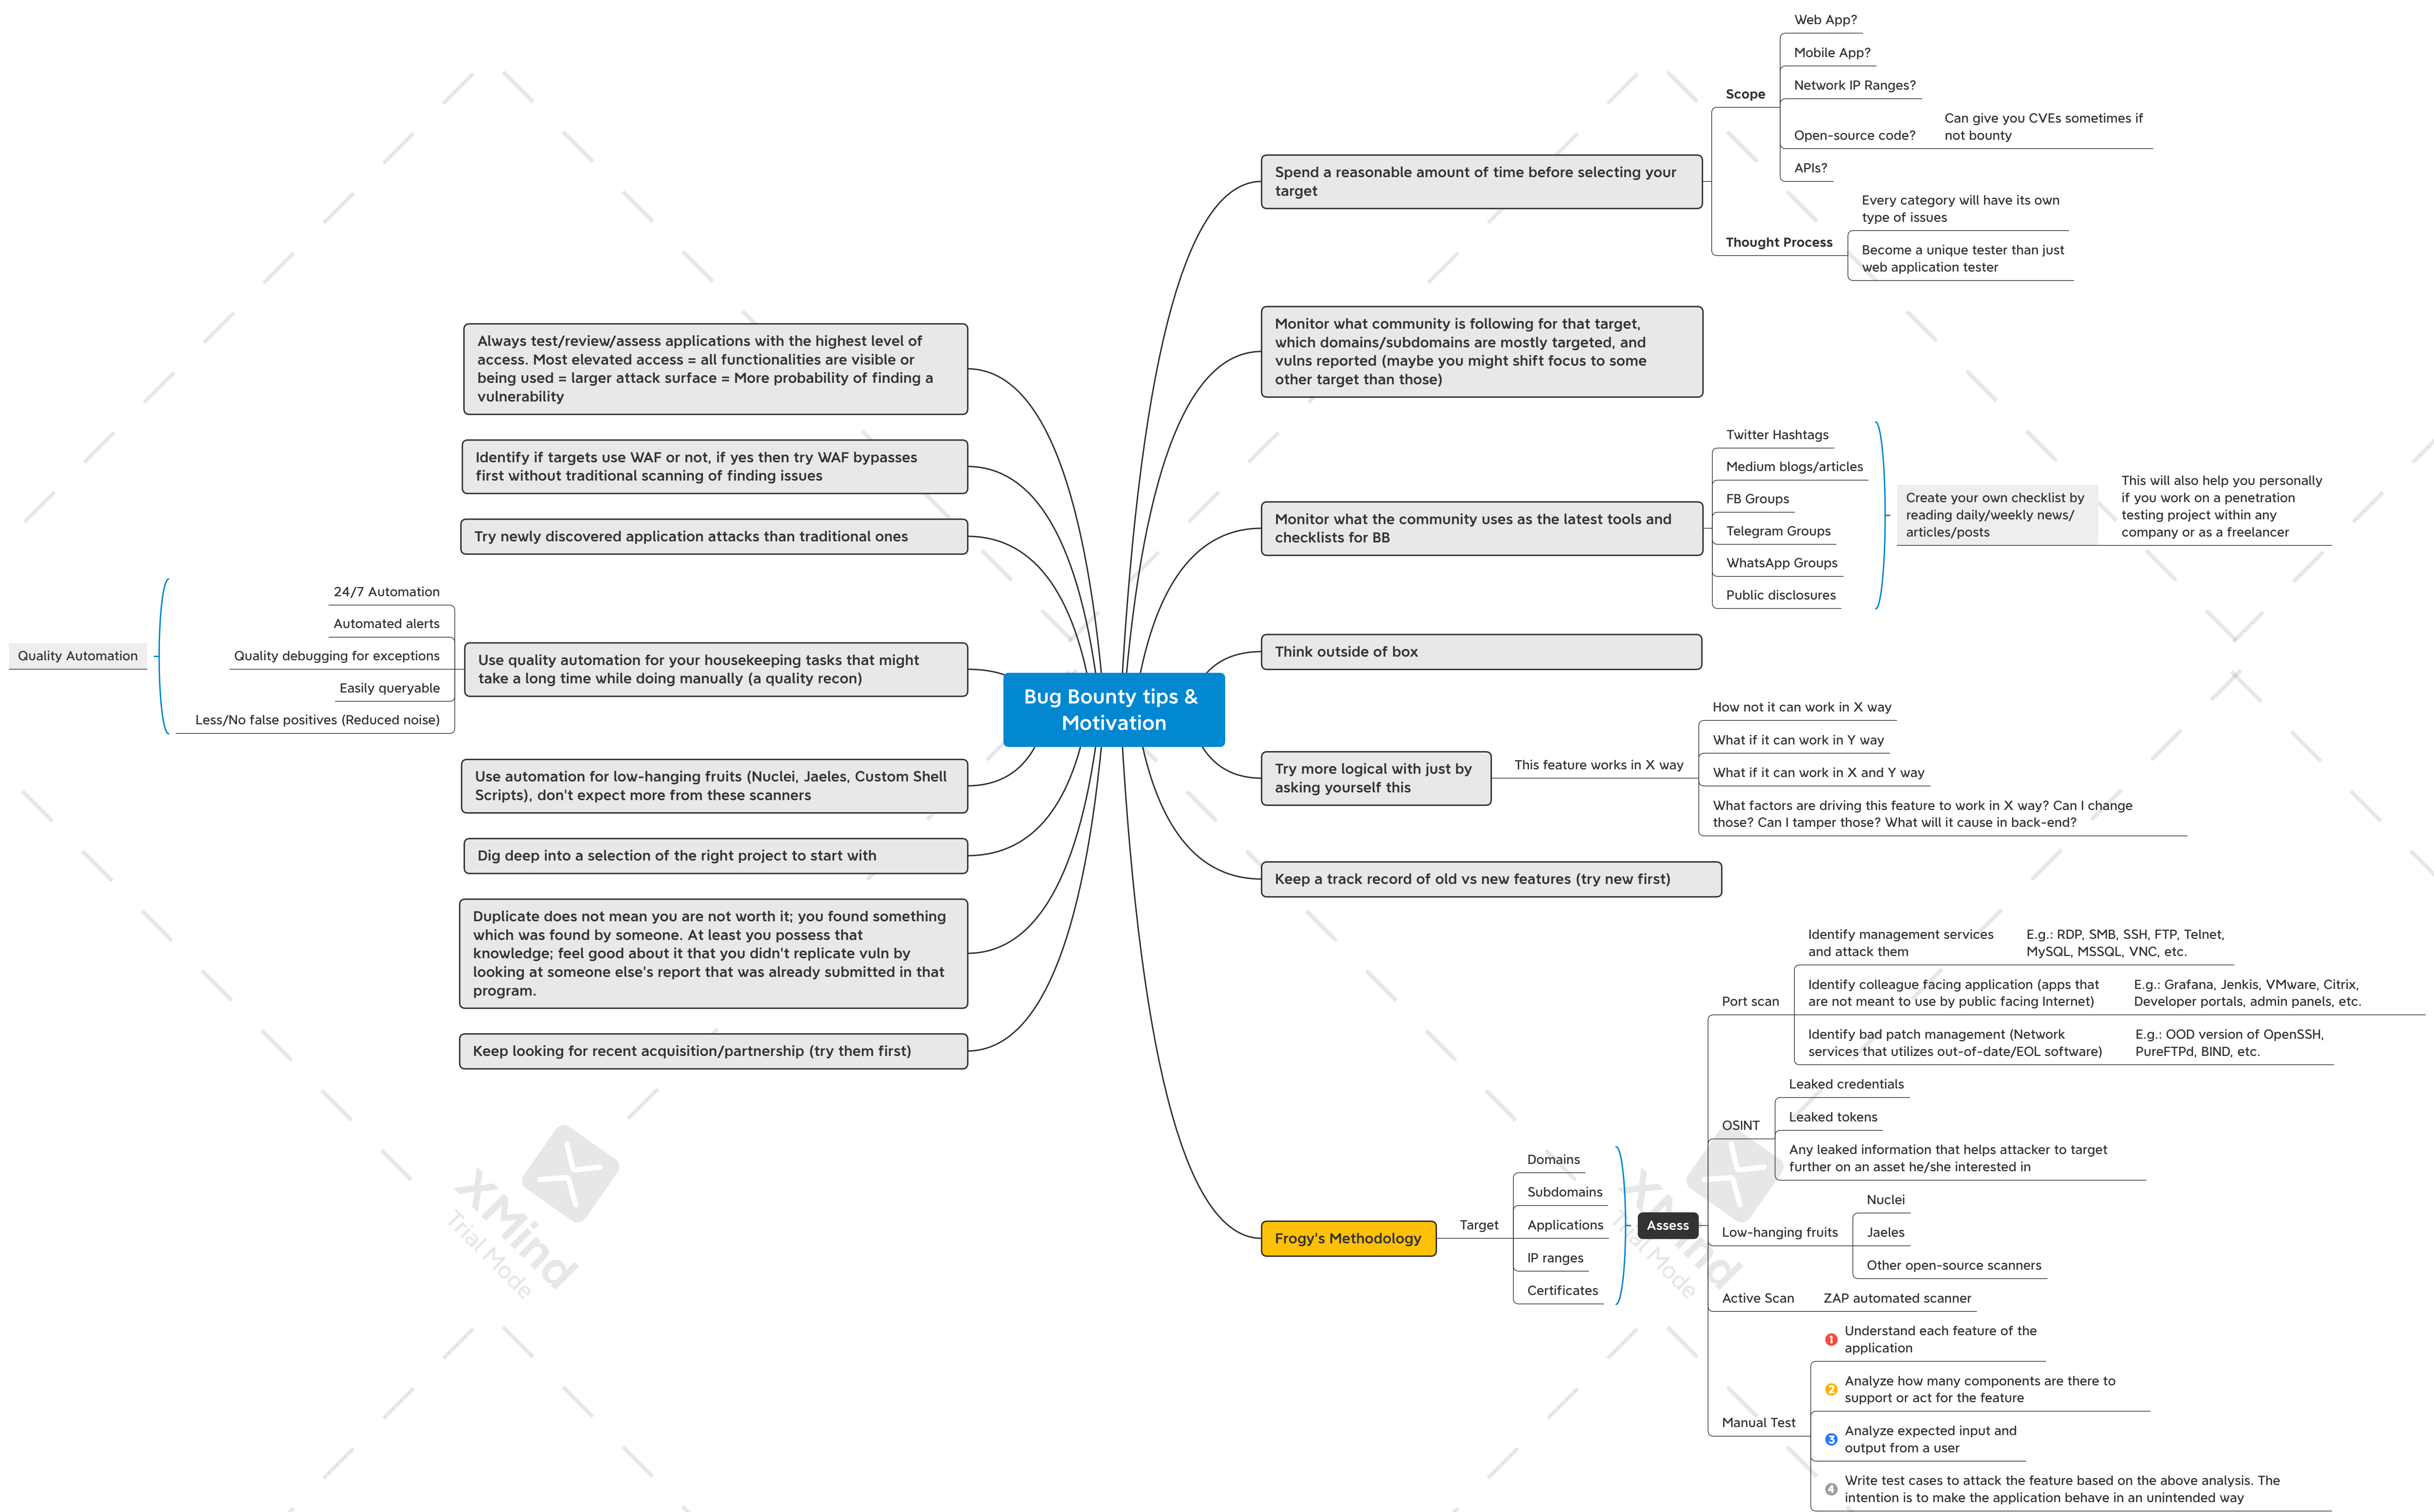 Bug Bounty tips &
Motivation
Spend a reasonable amount of time before selecting your
target
Scope
Web App?
Mobile App?
Network IP Ranges?
Open-source code?
Can give you CVEs sometimes if
not bounty
APIs?
Thought Process
Every category will have its own
type of issues
Become a unique tester than just
web application tester
Monitor what community is following for that target,
which domains/subdomains are mostly targeted, and
vulns reported (maybe you might shift focus to some
other target than those)
Monitor what the community uses as the latest tools and
checklists for BB
Twitter Hashtags
Medium blogs/articles
FB Groups
Telegram Groups
WhatsApp Groups
Public disclosures
Create your own checklist by
reading daily/weekly news/
articles/posts
This will also help you personally
if you work on a penetration
testing project within any
company or as a freelancer
Think outside of box
Try more logical with just by
asking yourself this
This feature works in X way
How not it can work in X way
What if it can work in Y way
What if it can work in X and Y way
What factors are driving this feature to work in X way? Can I change
those? Can I tamper those? What will it cause in back-end?
Keep a track record of old vs new features (try new first)
Frogy's Methodology
Target
Domains
Subdomains
Applications
IP ranges
Certificates
Assess
Port scan
Identify management services
and attack them
E.g.: RDP, SMB, SSH, FTP, Telnet,
MySQL, MSSQL, VNC, etc.
Identify colleague facing application (apps that
are not meant to use by public facing Internet)
E.g.: Grafana, Jenkis, VMware, Citrix,
Developer portals, admin panels, etc.
Identify bad patch management (Network
services that utilizes out-of-date/EOL software)
E.g.: OOD version of OpenSSH,
PureFTPd, BIND, etc.
OSINT
Leaked credentials
Leaked tokens
Any leaked information that helps attacker to target
further on an asset he/she interested in
Low-hanging fruits
Nuclei
Jaeles
Other open-source scanners
Active Scan
ZAP automated scanner
Manual Test
1 Understand each feature of the
application
2 Analyze how many components are there to
support or act for the feature
3 Analyze expected input and
output from a user
4 Write test cases to attack the feature based on the above analysis. The
intention is to make the application behave in an unintended way
Always test/review/assess applications with the highest level of
access. Most elevated access = all functionalities are visible or
being used = larger attack surface = More probability of finding a
vulnerability
Identify if targets use WAF or not, if yes then try WAF bypasses
first without traditional scanning of finding issues
Try newly discovered application attacks than traditional ones
Use quality automation for your housekeeping tasks that might
take a long time while doing manually (a quality recon)
24/7 Automation
Automated alerts
Quality debugging for exceptions
Easily queryable
Less/No false positives (Reduced noise)
Quality Automation
Use automation for low-hanging fruits (Nuclei, Jaeles, Custom Shell
Scripts), don't expect more from these scanners
Dig deep into a selection of the right project to start with
Duplicate does not mean you are not worth it; you found something
which was found by someone. At least you possess that
knowledge; feel good about it that you didn't replicate vuln by
looking at someone else's report that was already submitted in that
program.
Keep looking for recent acquisition/partnership (try them first)
XMind
Trial Mode
XMind
Trial Mode